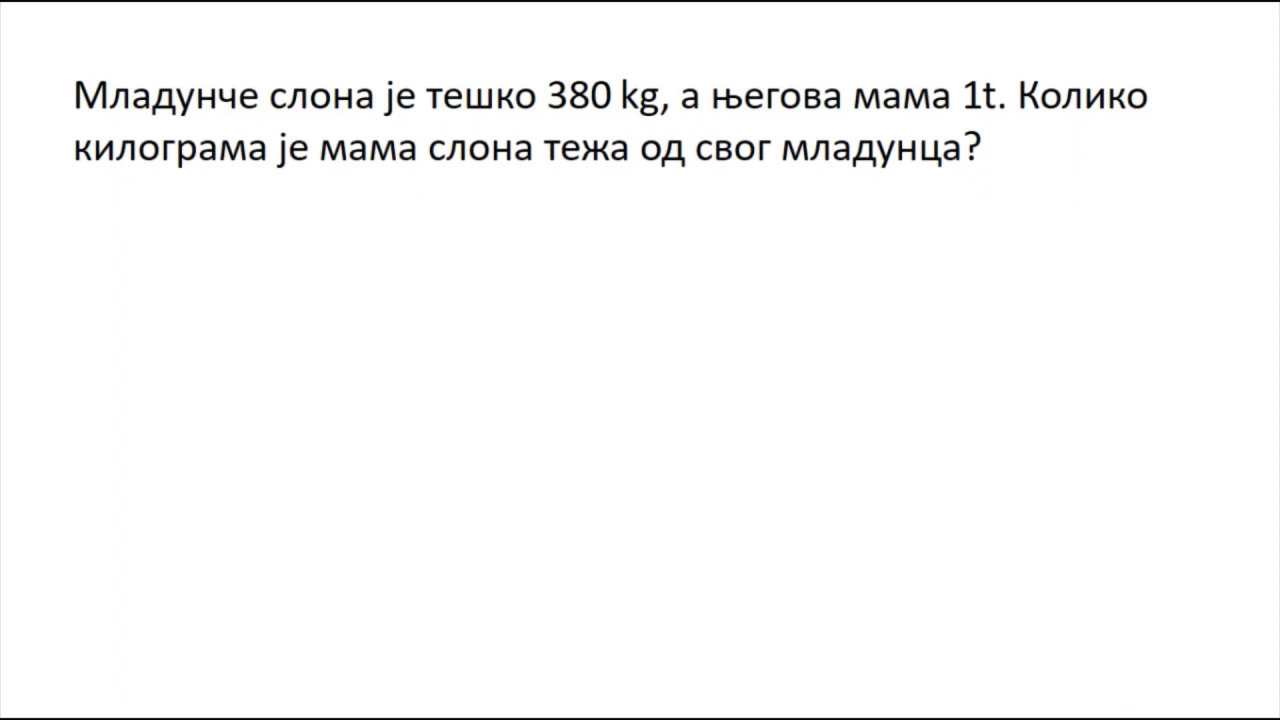 Младунче слона је тешко 380 kg, а његова мама 1t. Колико
килограма је мама слона тежа од свог младунца?